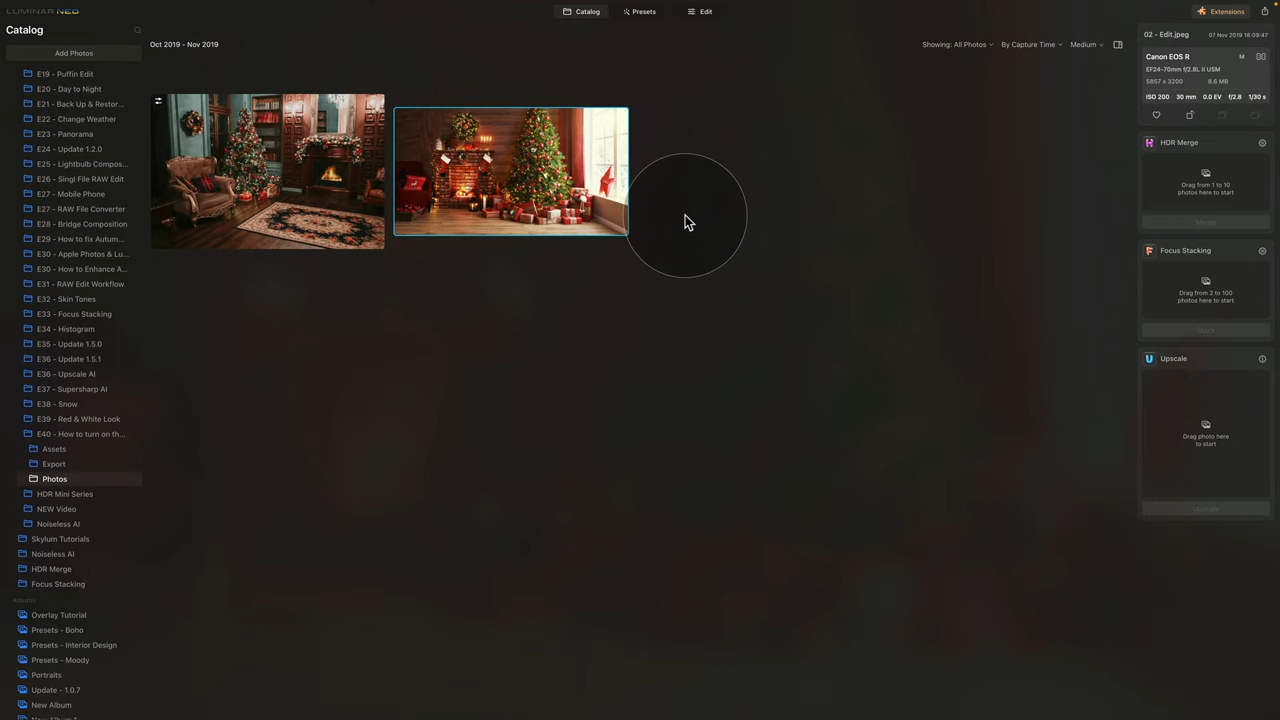 LUMINAR NEO
Catalog
Presets
Edit
Extensions
Catalog
Add Photos
E19 - Puffin Edit
E20 - Day to Night
E21 - Back Up & Restor...
E22 - Change Weather
E23 - Panorama
E24 - Update 1.2.0
E25 - Lightbulb Compos...
E26 - Singl File RAW Edit
E27 - Mobile Phone
E27 - RAW File Converter
E28 - Bridge Composition
E29 - How to fix Autum...
E30 - Apple Photos & Lu...
E30 - How to Enhance A...
E31 - RAW Edit Workflow
E32 - Skin Tones
E33 - Focus Stacking
E34 - Histogram
E35 - Update 1.5.0
E36 - Update 1.5.1
E36 - Upscale AI
E37 - Supersharp AI
E38 - Snow
E39 - Red & White Look
E40 - How to turn on th...
Assets
Export
Photos
HDR Mini Series
NEW Video
Noiseless AI
Skylum Tutorials
Noiseless AI
HDR Merge
Focus Stacking
Albums
Overlay Tutorial
Presets - Boho
Presets - Interior Design
Presets - Moody
Portraits
Update - 1.0.7
New Album
New Album 1
Oct 2019 - Nov 2019
Showing: All Photos
By Capture Time
Medium
02 - Edit.jpeg
07 Nov 2019 18:09:47
Canon EOS R
M
EF24-70mm f/2.8L II USM
5857 x 3200
8.6 MB
ISO 200
30 mm
0.0 EV
f/2.8
1/30 s
HDR Merge
Drag from 1 to 10
photos here to start
Merge
Focus Stacking
Drag from 2 to 100
photos here to start
Stack
Upscale
Drag photo here
to start
Upscale